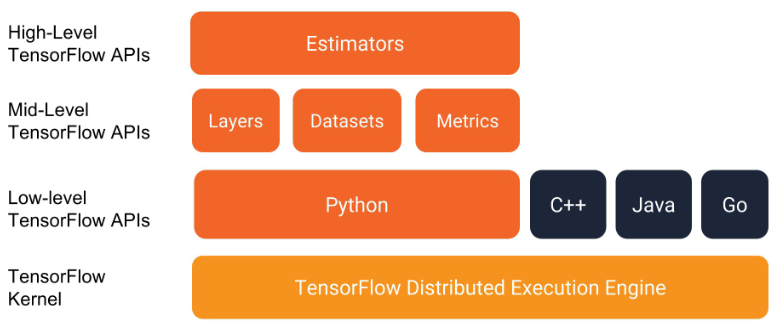 High-Level
TensorFlow APIs
Estimators
Mid-Level
TensorFlow APIs
Layers
Datasets
Metrics
Low-level
TensorFlow APIs
Python
C++
Java
Go
TensorFlow
Kernel
TensorFlow Distributed Execution Engine